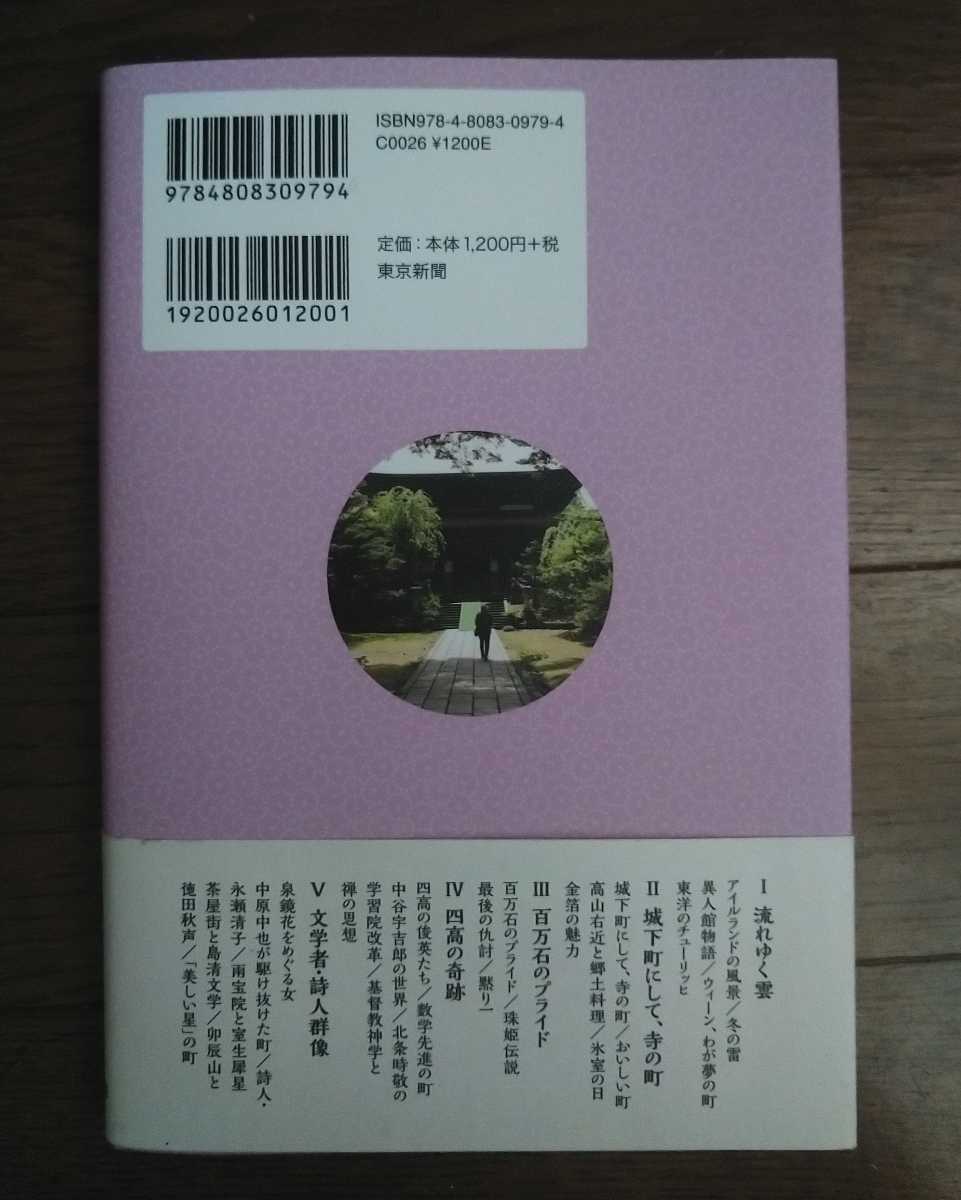 ISBN978-4-8083-0979-4
C0026 ¥1200E
9784808309794
定価：本体1,200円+税
東京新聞
1920026012001
Ⅰ 流れゆく雲
アイルランドの風景／冬の雷
異人館物語／ウィーン、わが夢の町
東洋のチューリッヒ
Ⅱ 城下町にして、寺の町
城下町にして、寺の町／おいしい町
高山右近と郷土料理／氷室の日
金箔の魅力
Ⅲ 百万石のプライド
百万石のプライド／珠姫伝説
最後の仇討／黙り一
Ⅳ 四高の奇跡
四高の俊英たち／数学先進の町
中谷宇吉郎の世界／北条時敬の
学習院改革／基督教神学と
禅の思想
Ⅴ 文学者・詩人群像
泉鏡花をめぐる女
中原中也が駆け抜けた町／詩人・
永瀬清子／雨宝院と室生犀星
茶屋街と島清文学／卯辰山と
徳田秋声／「美しい星」の町